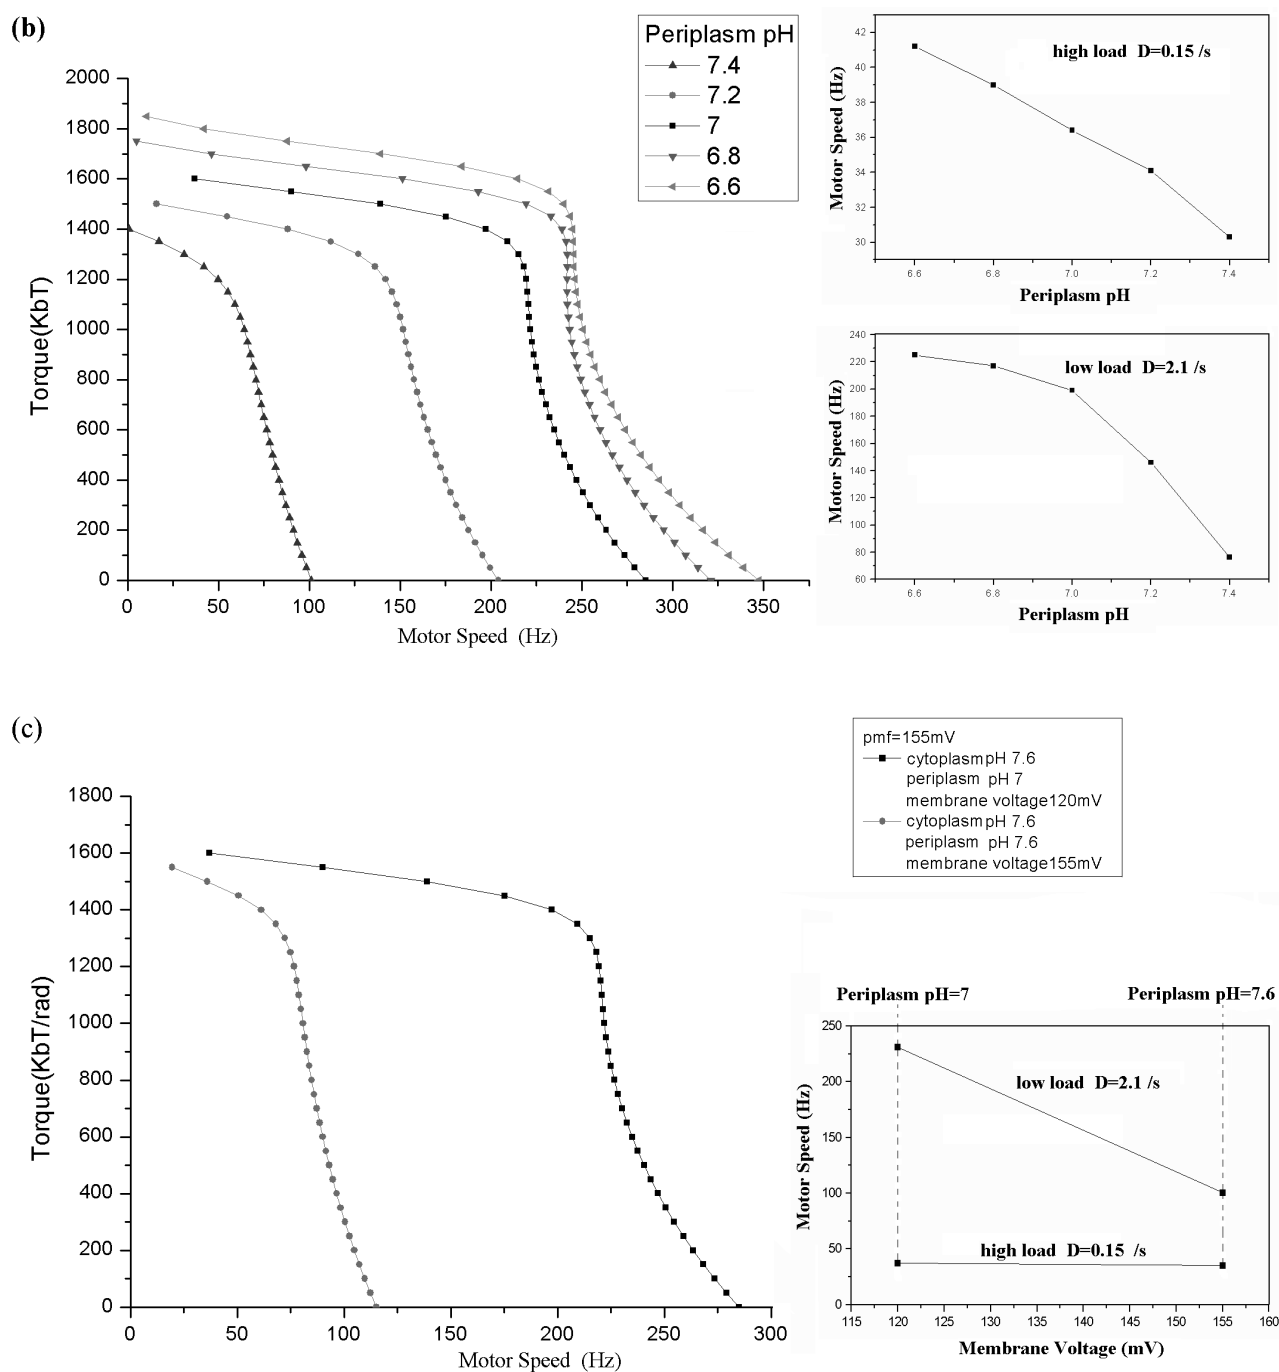 (b)
Periplasm pH
7.4
7.2
7
6.8
6.6
2000
1800
1600
1400
1200
1000
800
600
400
200
0
Torque(KbT)
0 50 100 150 200 250 300 350
Motor Speed (Hz)
high load D=0.15 /s
42
40
38
36
34
32
30
Motor Speed (Hz)
6.6 6.8 7.0 7.2 7.4
Periplasm pH
low load D=2.1 /s
240
220
200
180
160
140
120
100
80
60
Motor Speed (Hz)
6.6 6.8 7.0 7.2 7.4
Periplasm pH
(c)
pmf=155mV
cytoplasm pH 7.6
periplasm pH 7
membrane voltage120mV
cytoplasm pH 7.6
periplasm pH 7.6
membrane voltage155mV
1800
1600
1400
1200
1000
800
600
400
200
0
Torque(KbT/rad)
0 50 100 150 200 250 300
Motor Speed (Hz)
Periplasm pH=7 Periplasm pH=7.6
250
200
150
100
50
0
Motor Speed (Hz)
low load D=2.1 /s
high load D=0.15 /s
115 120 125 130 135 140 145 150 155 160
Membrane Voltage (mV)